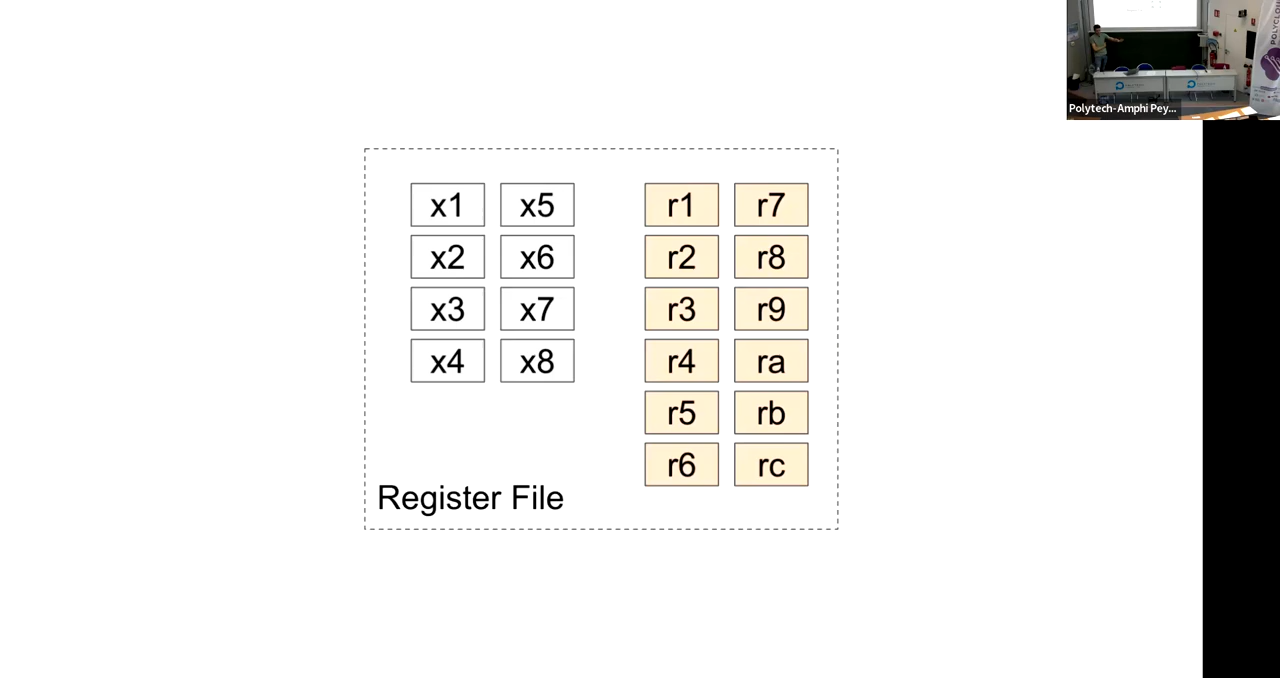 Polytech-Amphi Pey...
POLYCLOU
x1 x5 r1 r7
x2 x6 r2 r8
x3 x7 r3 r9
x4 x8 r4 ra
r5 rb
r6 rc
Register File